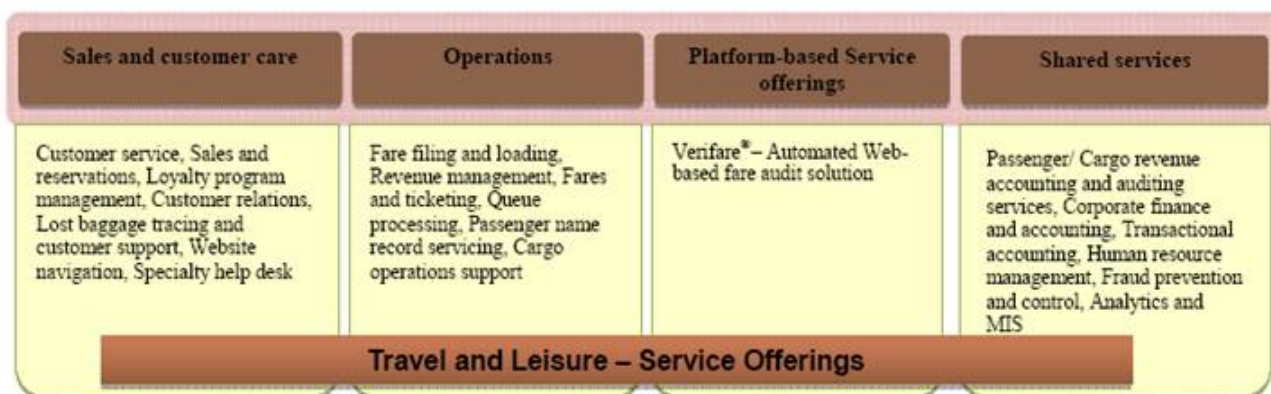 Sales and customer care
Operations
Platform-based Service
offerings
Shared services
Customer service, Sales and
reservations, Loyalty program
management, Customer relations,
Lost baggage tracing and
customer support, Website
navigation, Specialty help desk
Fare filing and loading,
Revenue management, Fares
and ticketing, Queue
processing, Passenger name
record servicing, Cargo
operations support
Verifare®– Automated Web-
based fare audit solution
Passenger/ Cargo revenue
accounting and auditing
services, Corporate finance
and accounting, Transactional
accounting, Human resource
management, Fraud prevention
and control, Analytics and
MIS
Travel and Leisure – Service Offerings